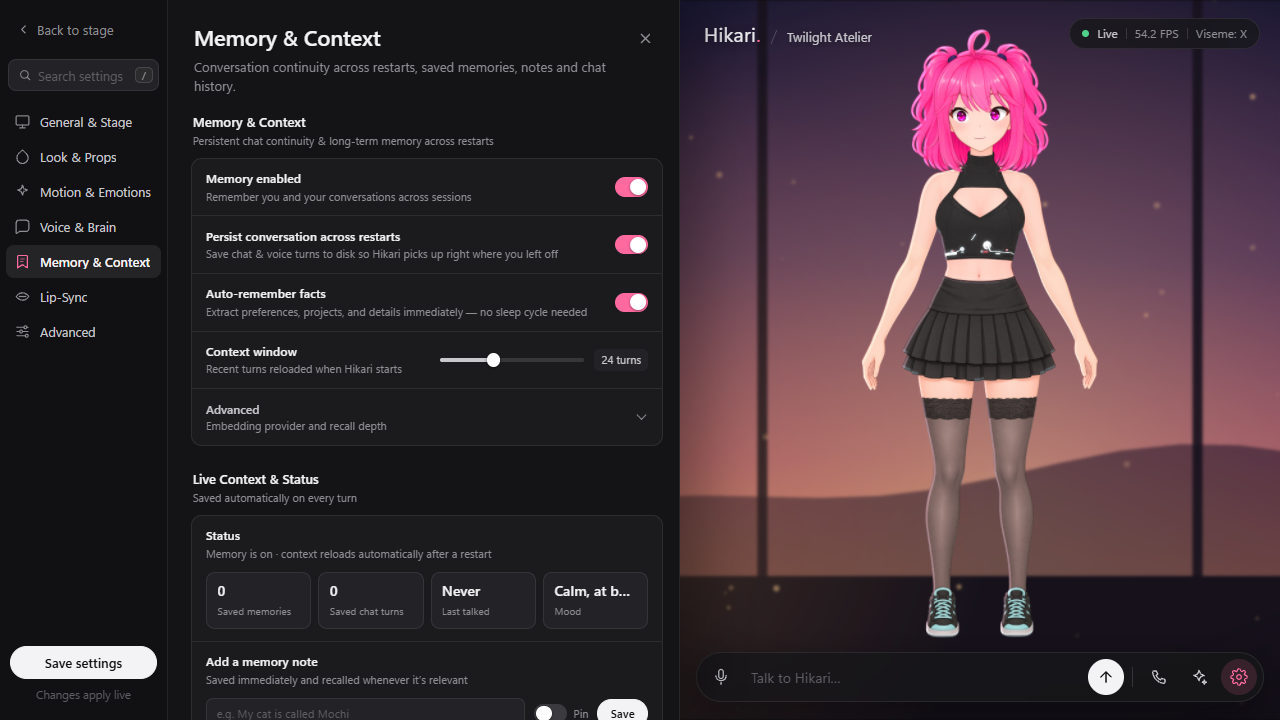 Back to stage
Search settings /
General & Stage
Look & Props
Motion & Emotions
Voice & Brain
Memory & Context
Lip-Sync
Advanced
Save settings
Changes apply live
Memory & Context
Conversation continuity across restarts, saved memories, notes and chat
history.
Memory & Context
Persistent chat continuity & long-term memory across restarts
Memory enabled
Remember you and your conversations across sessions
Persist conversation across restarts
Save chat & voice turns to disk so Hikari picks up right where you left off
Auto-remember facts
Extract preferences, projects, and details immediately — no sleep cycle needed
Context window
Recent turns reloaded when Hikari starts
24 turns
Advanced
Embedding provider and recall depth
Live Context & Status
Saved automatically on every turn
Status
Memory is on · context reloads automatically after a restart
0
Saved memories
0
Saved chat turns
Never
Last talked
Calm, at b...
Mood
Add a memory note
Saved immediately and recalled whenever it's relevant
e.g. My cat is called Mochi
Pin
Save
Hikari. / Twilight Atelier
Live 54.2 FPS Viseme: X
Talk to Hikari...